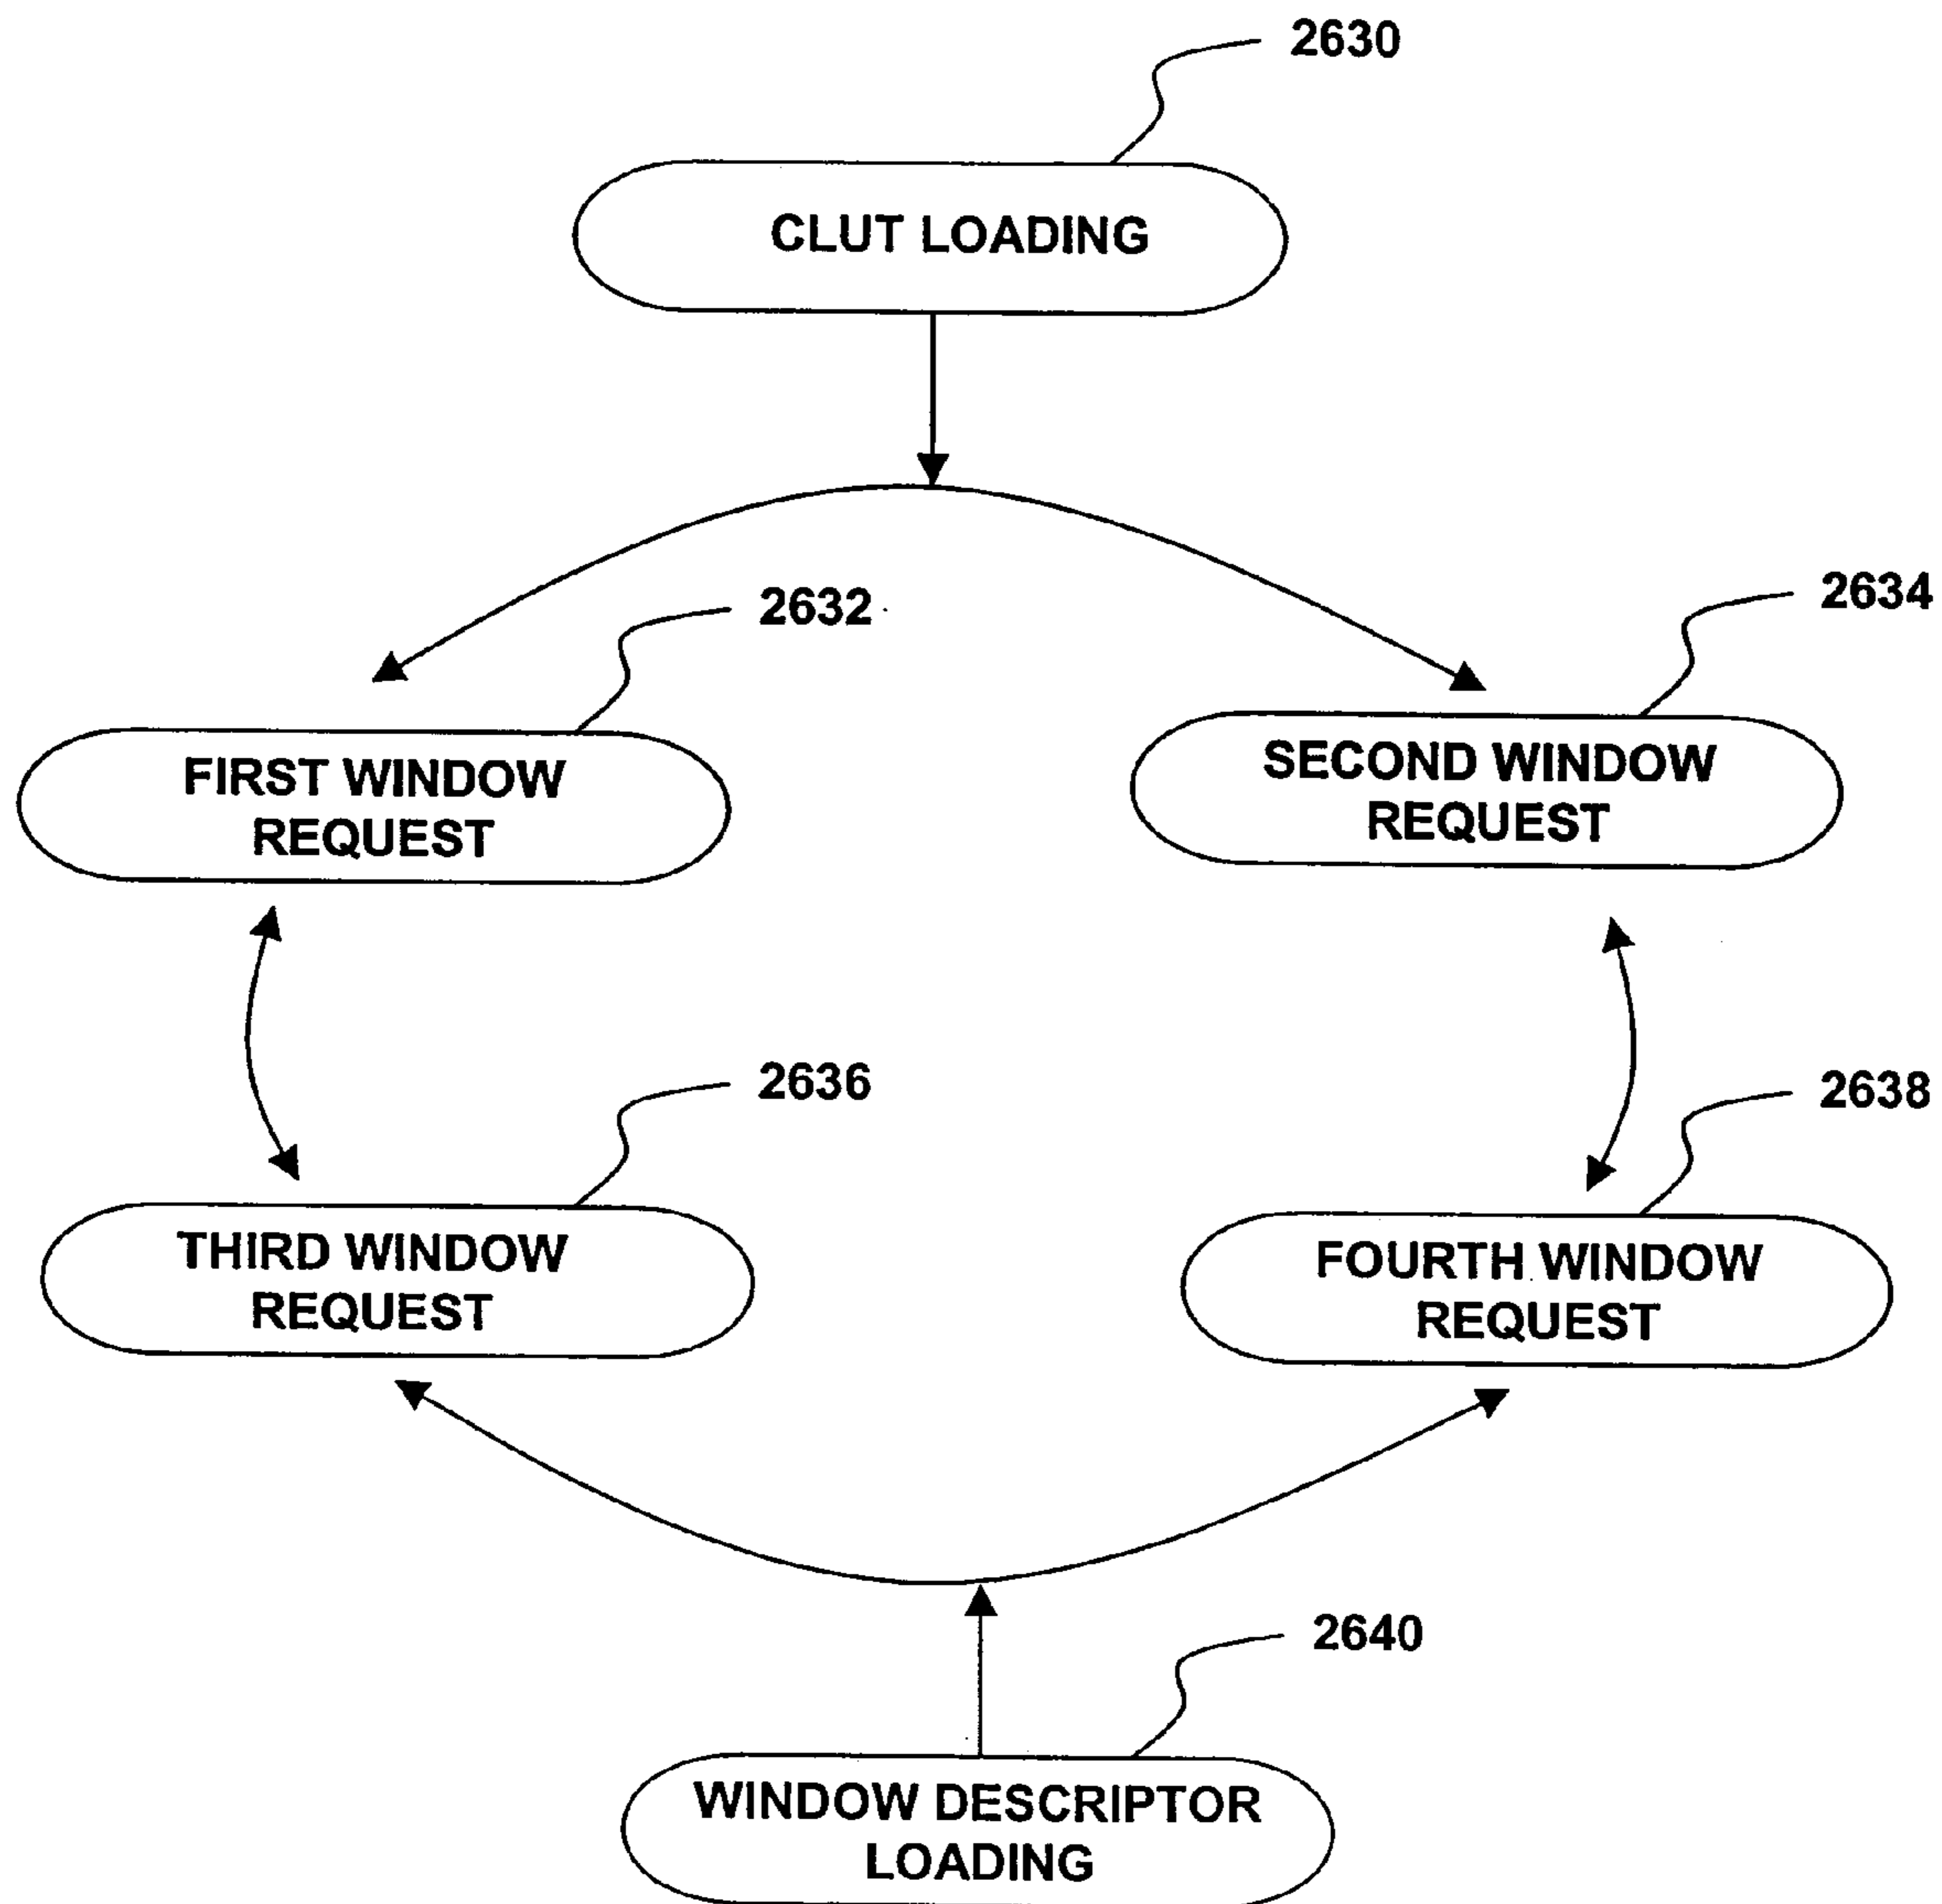 2630
CLUT LOADING
2632
2634
FIRST WINDOW
REQUEST
SECOND WINDOW
REQUEST
2636
2638
THIRD WINDOW
REQUEST
FOURTH WINDOW
REQUEST
2640
WINDOW DESCRIPTOR
LOADING